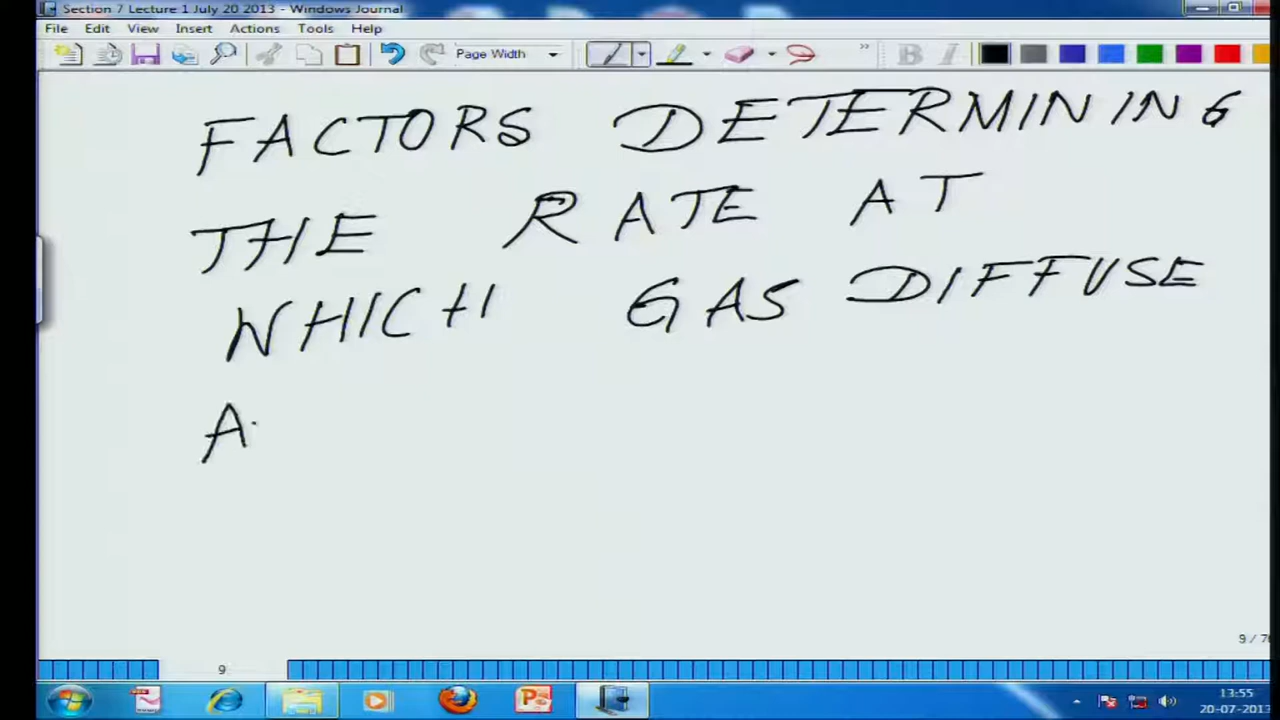 Section 7 Lecture 1 July 20 2013 - Windows Journal
File Edit View Insert Actions Tools Help
Page Width
FACTORS DETERMINING
THE RATE AT
WHICH GAS DIFFUSE
A
9 / 76
9
13:55
20-07-2013